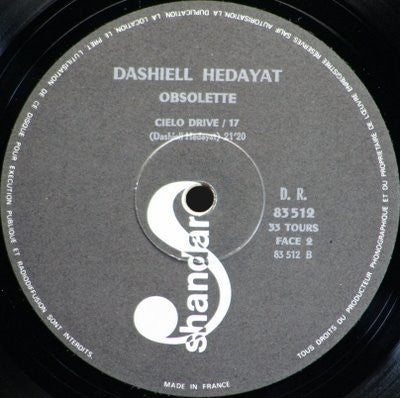 DASHIELL HEDAYAT
OBSOLETTE
CIELO DRIVE / 17
(Dashiell Hedayat) 21'20
D. R.
83 512
33 TOURS
FACE 2
83 512 B
shandar
MADE IN FRANCE
TOUS DROITS DU PRODUCTEUR PHONOGRAPHIQUE ET DU PROPRIETAIRE DE L'ŒUVRE ENREGISTREE RESERVES SAUF AUTORISATION LA DUPLICATION LA LOCATION LE PRET L'UTILISATION DE CE DISQUE POUR EXECUTION PUBLIQUE ET RADIODIFFUSION SONT INTERDITS.